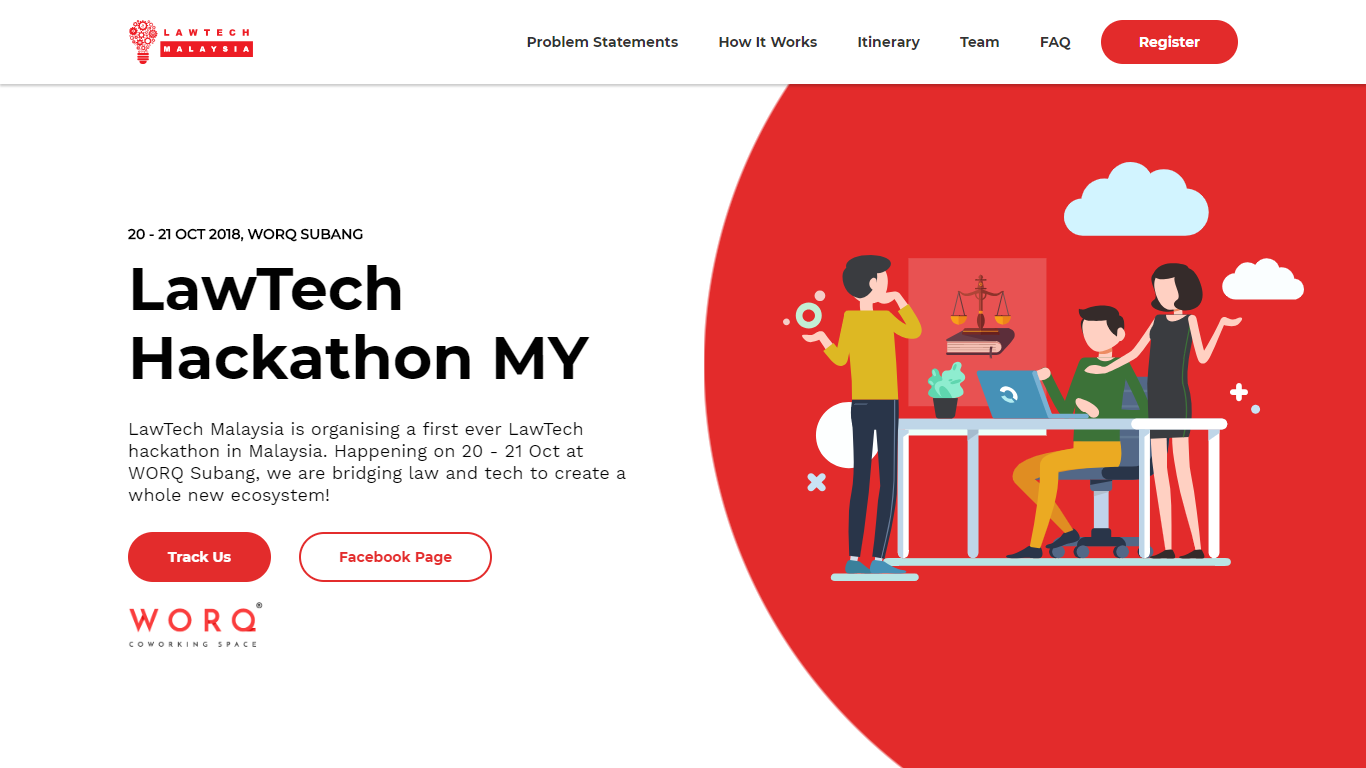 LAWTECH
MALAYSIA
Problem Statements
How It Works
Itinerary
Team
FAQ
Register
20 - 21 OCT 2018, WORQ SUBANG
LawTech
Hackathon MY
LawTech Malaysia is organising a first ever LawTech
hackathon in Malaysia. Happening on 20 - 21 Oct at
WORQ Subang, we are bridging law and tech to create a
whole new ecosystem!
Track Us
Facebook Page
WORQ®
COWORKING SPACE